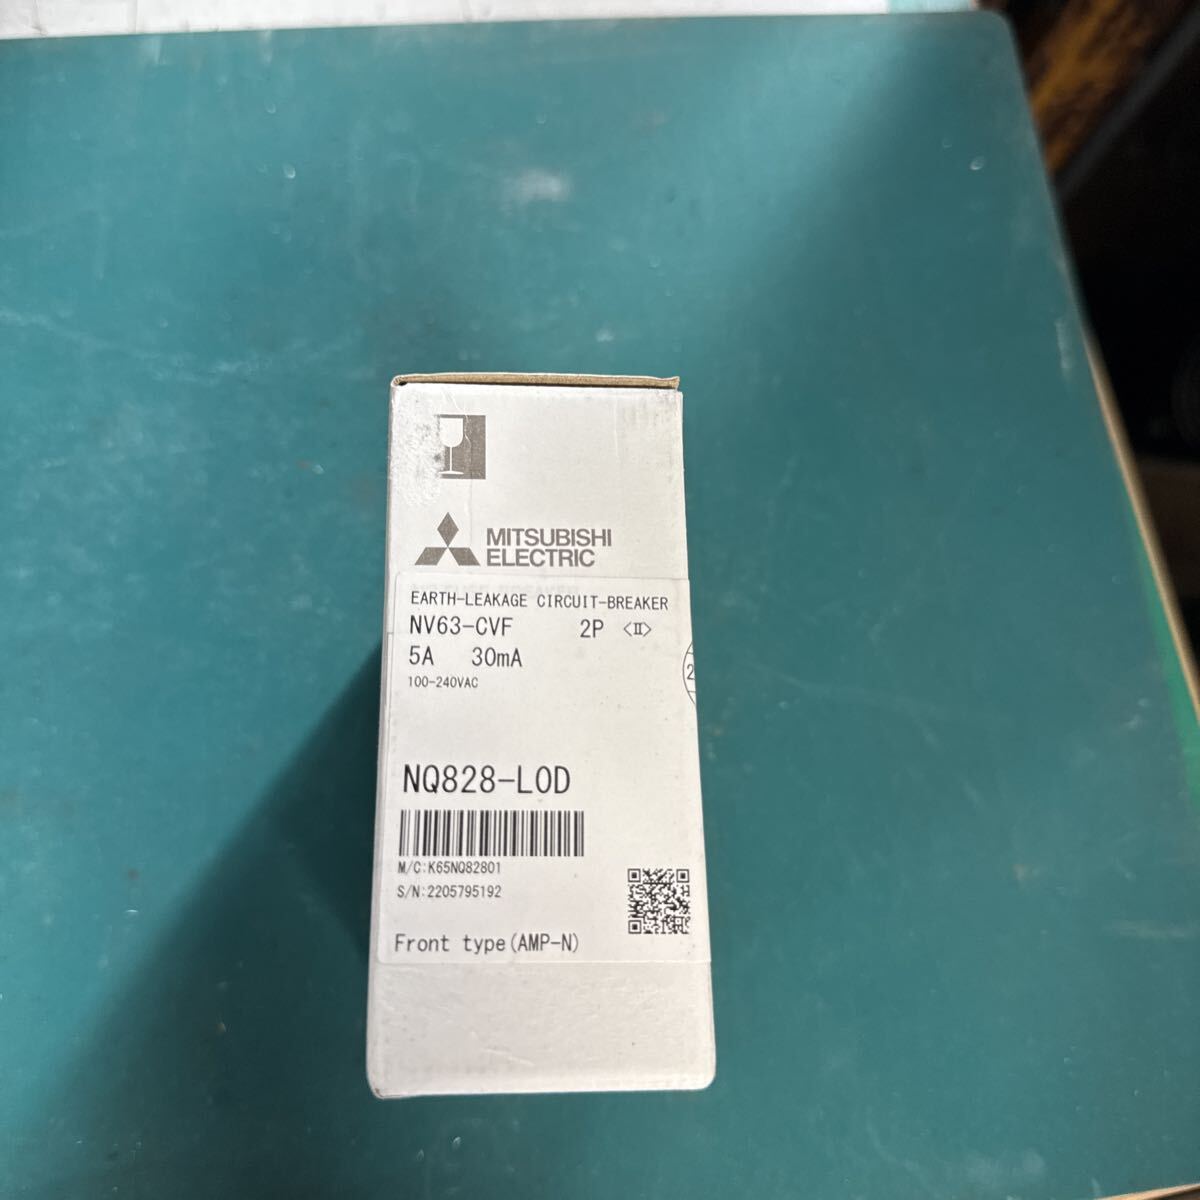 MITSUBISHI
ELECTRIC
EARTH-LEAKAGE CIRCUIT-BREAKER
NV63-CVF 2P <Ⅱ>
5A 30mA
100-240VAC
2
NQ828-L0D
M/C:K65NQ82801
S/N:2205795192
Front type(AMP-N)